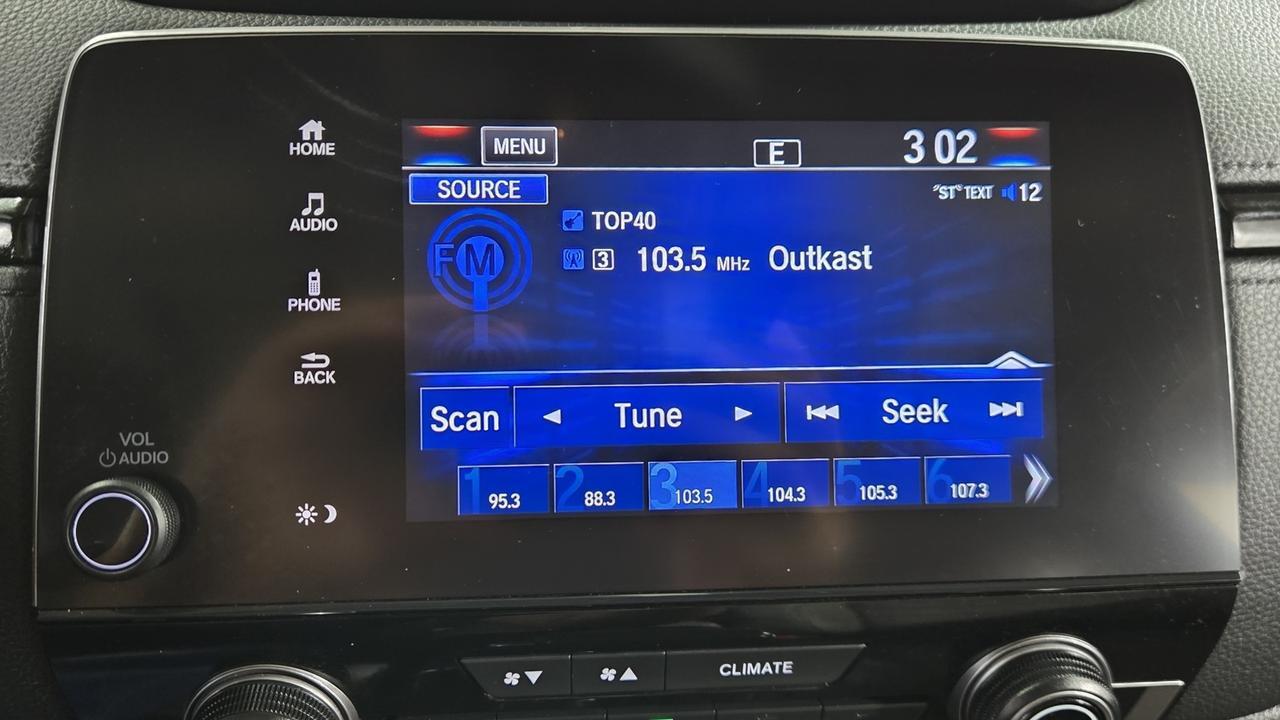 HOME
AUDIO
PHONE
BACK
VOL
AUDIO
MENU
E
3 02
SOURCE
"ST" TEXT 12
TOP40
FM
3 103.5 MHz Outkast
Scan
Tune
Seek
1 95.3
2 88.3
3 103.5
4 104.3
5 105.3
6 107.3
CLIMATE